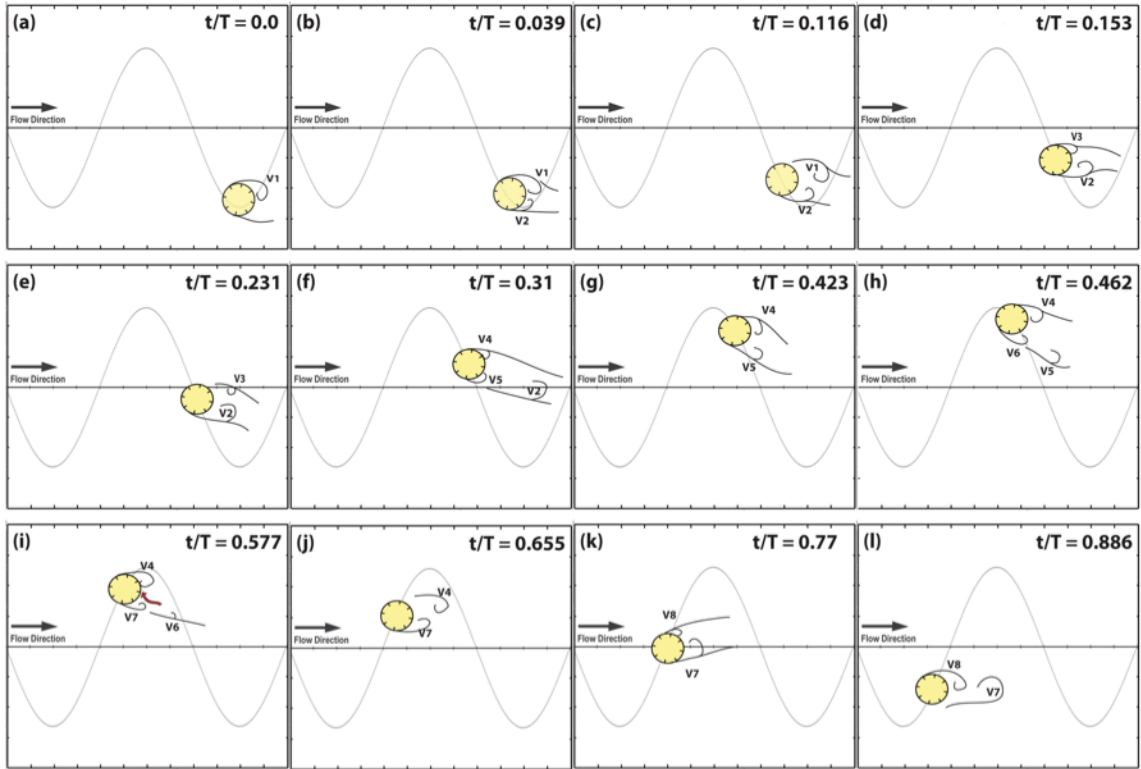 (a) t/T = 0.0
Flow Direction
V1
(b) t/T = 0.039
Flow Direction
V1
V2
(c) t/T = 0.116
Flow Direction
V1
V2
(d) t/T = 0.153
Flow Direction
V3
V2
(e) t/T = 0.231
Flow Direction
V3
V2
(f) t/T = 0.31
Flow Direction
V4
V5
V2
(g) t/T = 0.423
Flow Direction
V4
V5
(h) t/T = 0.462
Flow Direction
V4
V6
V5
(i) t/T = 0.577
Flow Direction
V4
V7
V6
(j) t/T = 0.655
Flow Direction
V4
V7
(k) t/T = 0.77
Flow Direction
V8
V7
(l) t/T = 0.886
Flow Direction
V8
V7